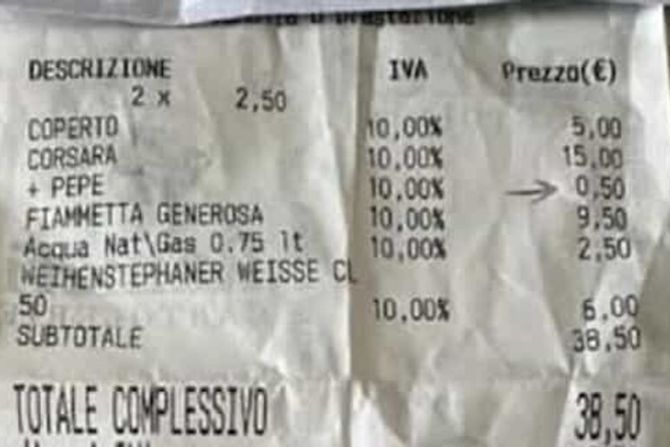 o Prestazione
DESCRIZIONE IVA Prezzo(€)
2 x 2,50
COPERTO 10,00% 5,00
CORSARA 10,00% 15,00
+ PEPE 10,00% → 0,50
FIAMMETTA GENEROSA 10,00% 9,50
Acqua Nat\Gas 0.75 lt 10,00% 2,50
WEIHENSTEPHANER WEISSE CL
50 10,00% 6,00
SUBTOTALE 38,50
TOTALE COMPLESSIVO 38,50